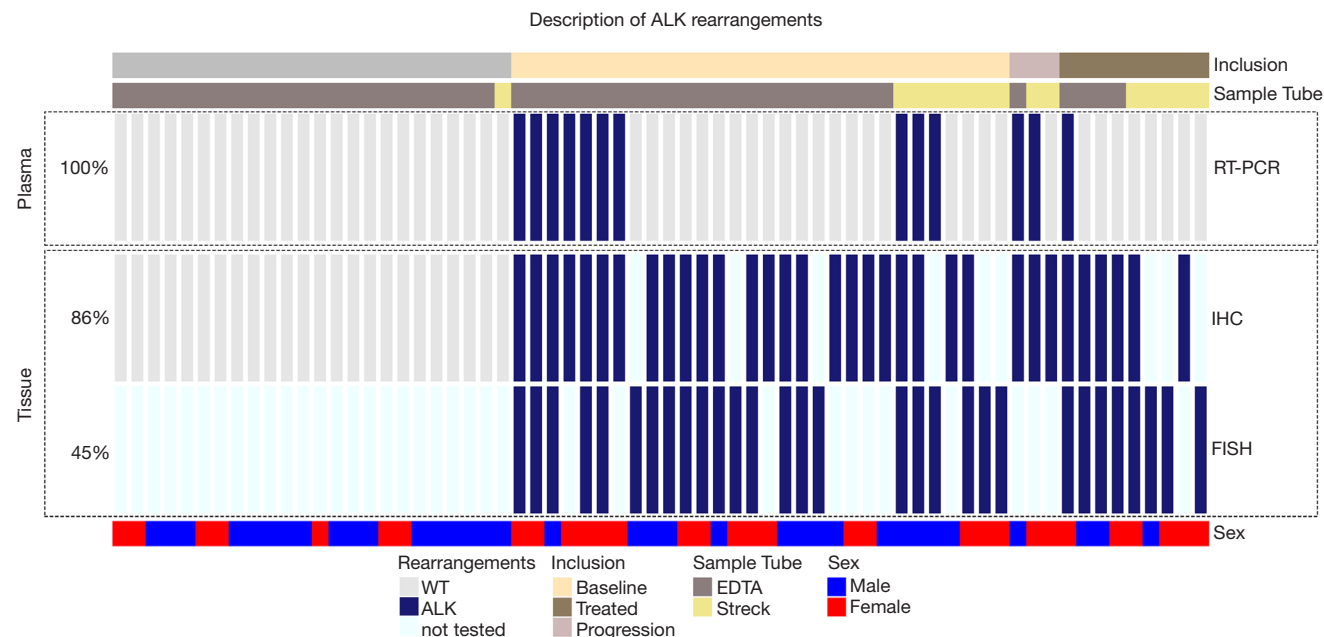 Description of ALK rearrangements
Inclusion
Sample Tube
Plasma
100%
RT-PCR
Tissue
86%
IHC
45%
FISH
Sex
Rearrangements
WT
ALK
not tested
Inclusion
Baseline
Treated
Progression
Sample Tube
EDTA
Streck
Sex
Male
Female